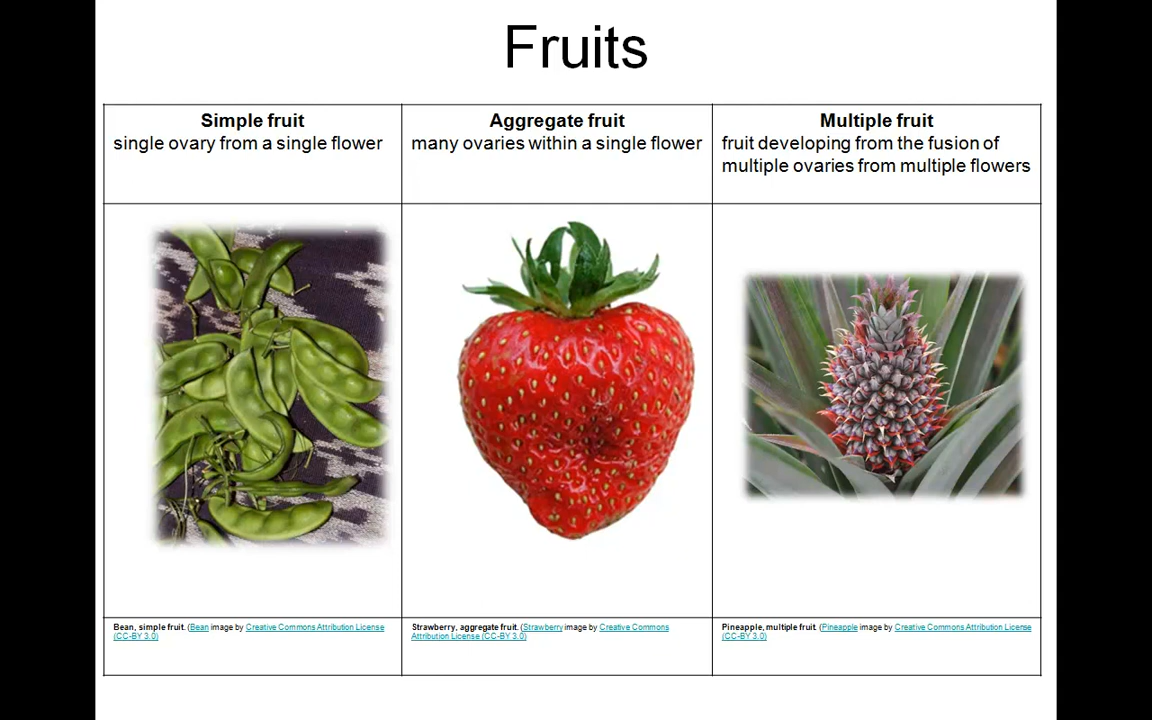 Fruits
Simple fruit
single ovary from a single flower
Aggregate fruit
many ovaries within a single flower
Multiple fruit
fruit developing from the fusion of
multiple ovaries from multiple flowers
Bean, simple fruit. (Bean image by Creative Commons Attribution License
(CC-BY 3.0)
Strawberry, aggregate fruit. (Strawberry image by Creative Commons
Attribution License (CC-BY 3.0)
Pineapple, multiple fruit. (Pineapple image by Creative Commons Attribution License
(CC-BY 3.0)